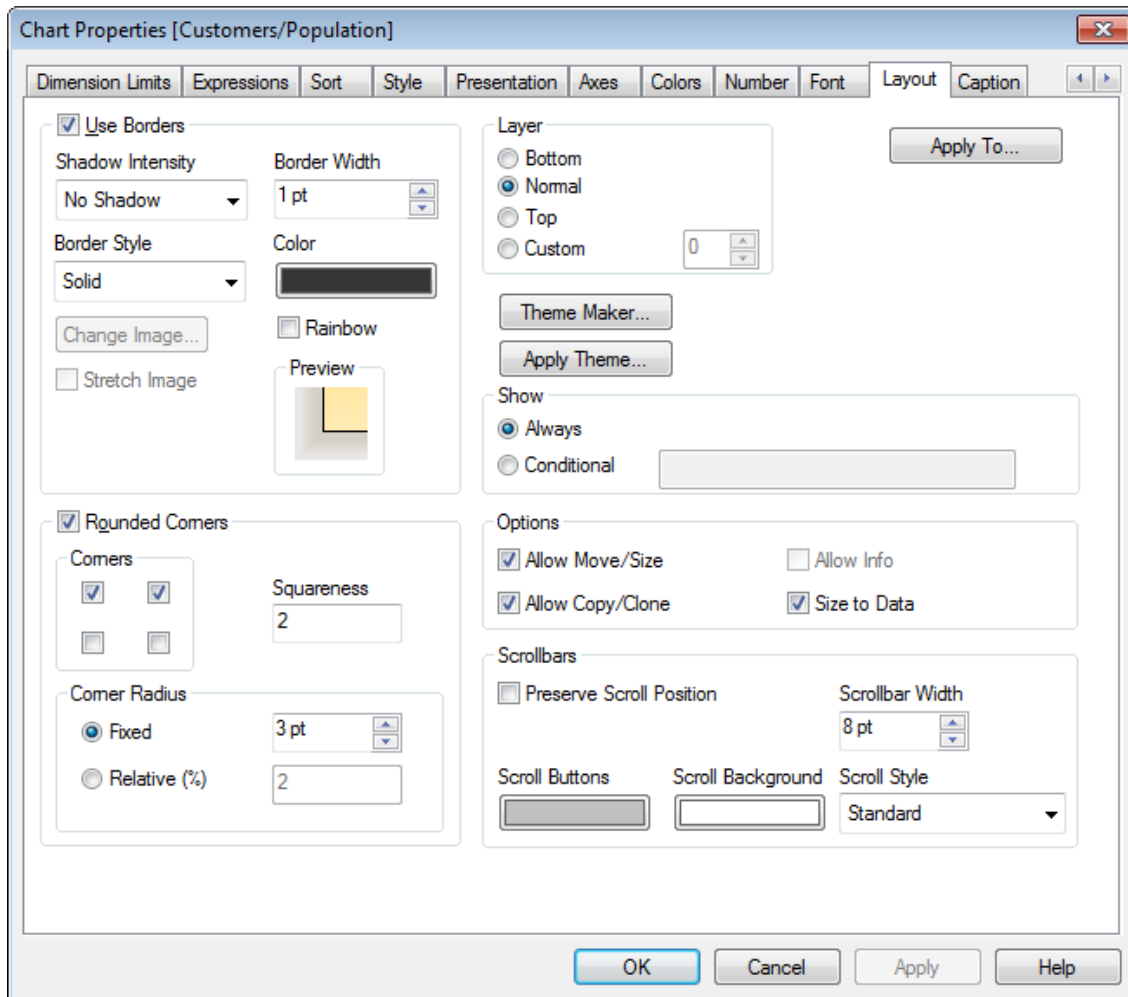 Chart Properties [Customers/Population]
Dimension Limits Expressions Sort Style Presentation Axes Colors Number Font Layout Caption
Use Borders
Shadow Intensity Border Width
No Shadow 1 pt
Border Style Color
Solid
Change Image... Rainbow
Stretch Image Preview
Layer
Bottom
Normal
Top
Custom 0
Apply To...
Theme Maker...
Apply Theme...
Show
Always
Conditional
Rounded Corners
Corners
Squareness
2
Corner Radius
Fixed 3 pt
Relative (%) 2
Options
Allow Move/Size Allow Info
Allow Copy/Clone Size to Data
Scrollbars
Preserve Scroll Position Scrollbar Width
8 pt
Scroll Buttons Scroll Background Scroll Style
Standard
OK Cancel Apply Help